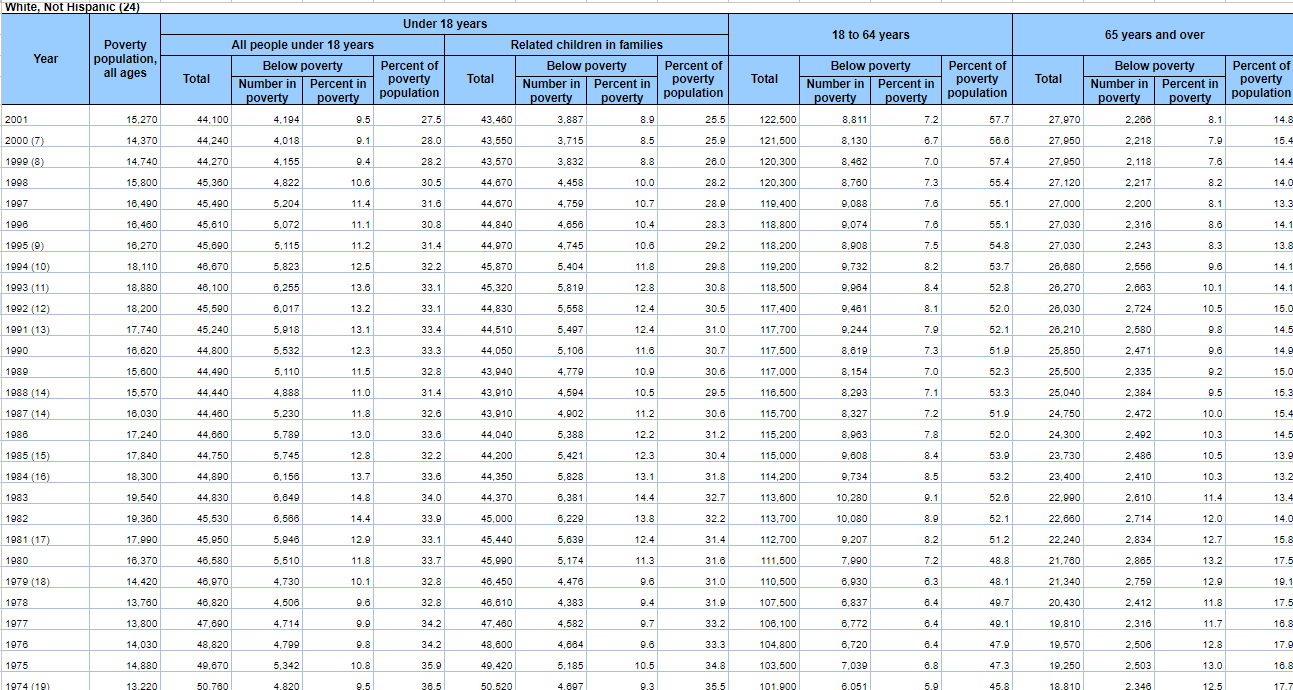 White, Not Hispanic (24)
Under 18 years
18 to 64 years
65 years and over
All people under 18 years
Related children in families
Year
Poverty population, all ages
Total
Below poverty
Percent of poverty population
Total
Below poverty
Percent of poverty population
Total
Below poverty
Percent of poverty population
Total
Below poverty
Percent of poverty population
Number in poverty
Percent in poverty
Number in poverty
Percent in poverty
Number in poverty
Percent in poverty
Number in poverty
Percent in poverty
2001 15,270 44,100 4,194 9.5 27.5 43,460 3,887 8.9 25.5 122,500 8,811 7.2 57.7 27,970 2,266 8.1 14.8
2000 (7) 14,370 44,240 4,018 9.1 28.0 43,550 3,715 8.5 25.9 121,500 8,130 6.7 56.6 27,950 2,218 7.9 15.4
1999 (8) 14,740 44,270 4,155 9.4 28.2 43,570 3,832 8.8 26.0 120,300 8,462 7.0 57.4 27,950 2,118 7.6 14.4
1998 15,800 45,360 4,822 10.6 30.5 44,670 4,458 10.0 28.2 120,300 8,760 7.3 55.4 27,120 2,217 8.2 14.0
1997 16,490 45,490 5,204 11.4 31.6 44,670 4,759 10.7 28.9 119,400 9,088 7.6 55.1 27,000 2,200 8.1 13.3
1996 16,460 45,610 5,072 11.1 30.8 44,840 4,656 10.4 28.3 118,800 9,074 7.6 55.1 27,030 2,316 8.6 14.1
1995 (9) 16,270 45,690 5,115 11.2 31.4 44,970 4,745 10.6 29.2 118,200 8,908 7.5 54.8 27,030 2,243 8.3 13.8
1994 (10) 18,110 46,670 5,823 12.5 32.2 45,870 5,404 11.8 29.8 119,200 9,732 8.2 53.7 26,680 2,556 9.6 14.1
1993 (11) 18,880 46,100 6,255 13.6 33.1 45,320 5,819 12.8 30.8 118,500 9,964 8.4 52.8 26,270 2,663 10.1 14.1
1992 (12) 18,200 45,590 6,017 13.2 33.1 44,830 5,558 12.4 30.5 117,400 9,461 8.1 52.0 26,030 2,724 10.5 15.0
1991 (13) 17,740 45,240 5,918 13.1 33.4 44,510 5,497 12.4 31.0 117,700 9,244 7.9 52.1 26,210 2,580 9.8 14.5
1990 16,620 44,800 5,532 12.3 33.3 44,050 5,106 11.6 30.7 117,500 8,619 7.3 51.9 25,850 2,471 9.6 14.9
1989 15,600 44,490 5,110 11.5 32.8 43,940 4,779 10.9 30.6 117,000 8,154 7.0 52.3 25,500 2,335 9.2 15.0
1988 (14) 15,570 44,440 4,888 11.0 31.4 43,910 4,594 10.5 29.5 116,500 8,293 7.1 53.3 25,040 2,384 9.5 15.3
1987 (14) 16,030 44,460 5,230 11.8 32.6 43,910 4,902 11.2 30.6 115,700 8,327 7.2 51.9 24,750 2,472 10.0 15.4
1986 17,240 44,660 5,789 13.0 33.6 44,040 5,388 12.2 31.2 115,200 8,963 7.8 52.0 24,300 2,492 10.3 14.5
1985 (15) 17,840 44,750 5,745 12.8 32.2 44,200 5,421 12.3 30.4 115,000 9,608 8.4 53.9 23,730 2,486 10.5 13.9
1984 (16) 18,300 44,890 6,156 13.7 33.6 44,350 5,828 13.1 31.8 114,200 9,734 8.5 53.2 23,400 2,410 10.3 13.2
1983 19,540 44,830 6,649 14.8 34.0 44,370 6,381 14.4 32.7 113,600 10,280 9.1 52.6 22,990 2,610 11.4 13.4
1982 19,360 45,530 6,566 14.4 33.9 45,000 6,229 13.8 32.2 113,700 10,080 8.9 52.1 22,660 2,714 12.0 14.0
1981 (17) 17,990 45,950 5,946 12.9 33.1 45,440 5,639 12.4 31.4 112,700 9,207 8.2 51.2 22,240 2,834 12.7 15.8
1980 16,370 46,580 5,510 11.8 33.7 45,990 5,174 11.3 31.6 111,500 7,990 7.2 48.8 21,760 2,865 13.2 17.5
1979 (18) 14,420 46,970 4,730 10.1 32.8 46,450 4,476 9.6 31.0 110,500 6,930 6.3 48.1 21,340 2,759 12.9 19.1
1978 13,760 46,820 4,506 9.6 32.8 46,610 4,383 9.4 31.9 107,500 6,837 6.4 49.7 20,430 2,412 11.8 17.5
1977 13,800 47,690 4,714 9.9 34.2 47,460 4,582 9.7 33.2 106,100 6,772 6.4 49.1 19,810 2,316 11.7 16.8
1976 14,030 48,820 4,799 9.8 34.2 48,600 4,664 9.6 33.3 104,800 6,720 6.4 47.9 19,570 2,506 12.8 17.9
1975 14,880 49,670 5,342 10.8 35.9 49,420 5,185 10.5 34.8 103,500 7,039 6.8 47.3 19,250 2,503 13.0 16.8
1974 (19) 13,220 50,760 4,820 9.5 36.5 50,520 4,697 9.3 35.5 101,900 6,051 5.9 45.8 18,810 2,346 12.5 17.7